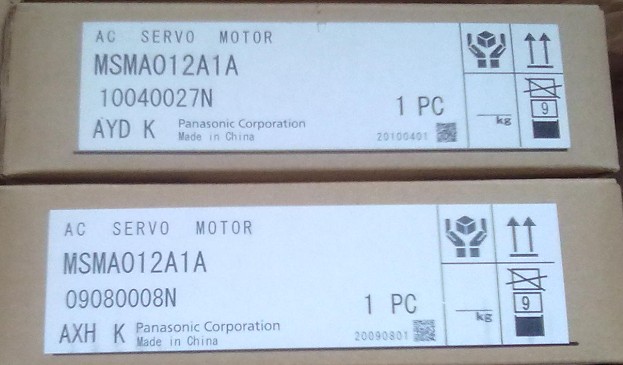 AC SERVO MOTOR
MSMA012A1A
10040027N
1 PC
AYD K Panasonic Corporation
Made in China
20100401
kg
9
AC SERVO MOTOR
MSMA012A1A
09080008N
1 PC
AXH K Panasonic Corporation
Made in China
20090801
kg
9